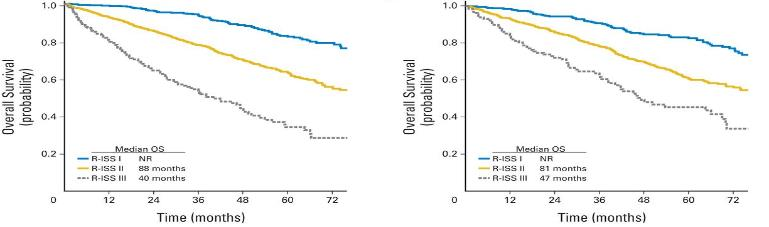 Overall Survival
(probability)
1.0
0.8
0.6
0.4
0.2
0
Median OS
R-ISS I NR
R-ISS II 88 months
R-ISS III 40 months
12 24 36 48 60 72
Time (months)
Overall Survival
(probability)
1.0
0.8
0.6
0.4
0.2
0
Median OS
R-ISS I NR
R-ISS II 81 months
R-ISS III 47 months
12 24 36 48 60 72
Time (months)